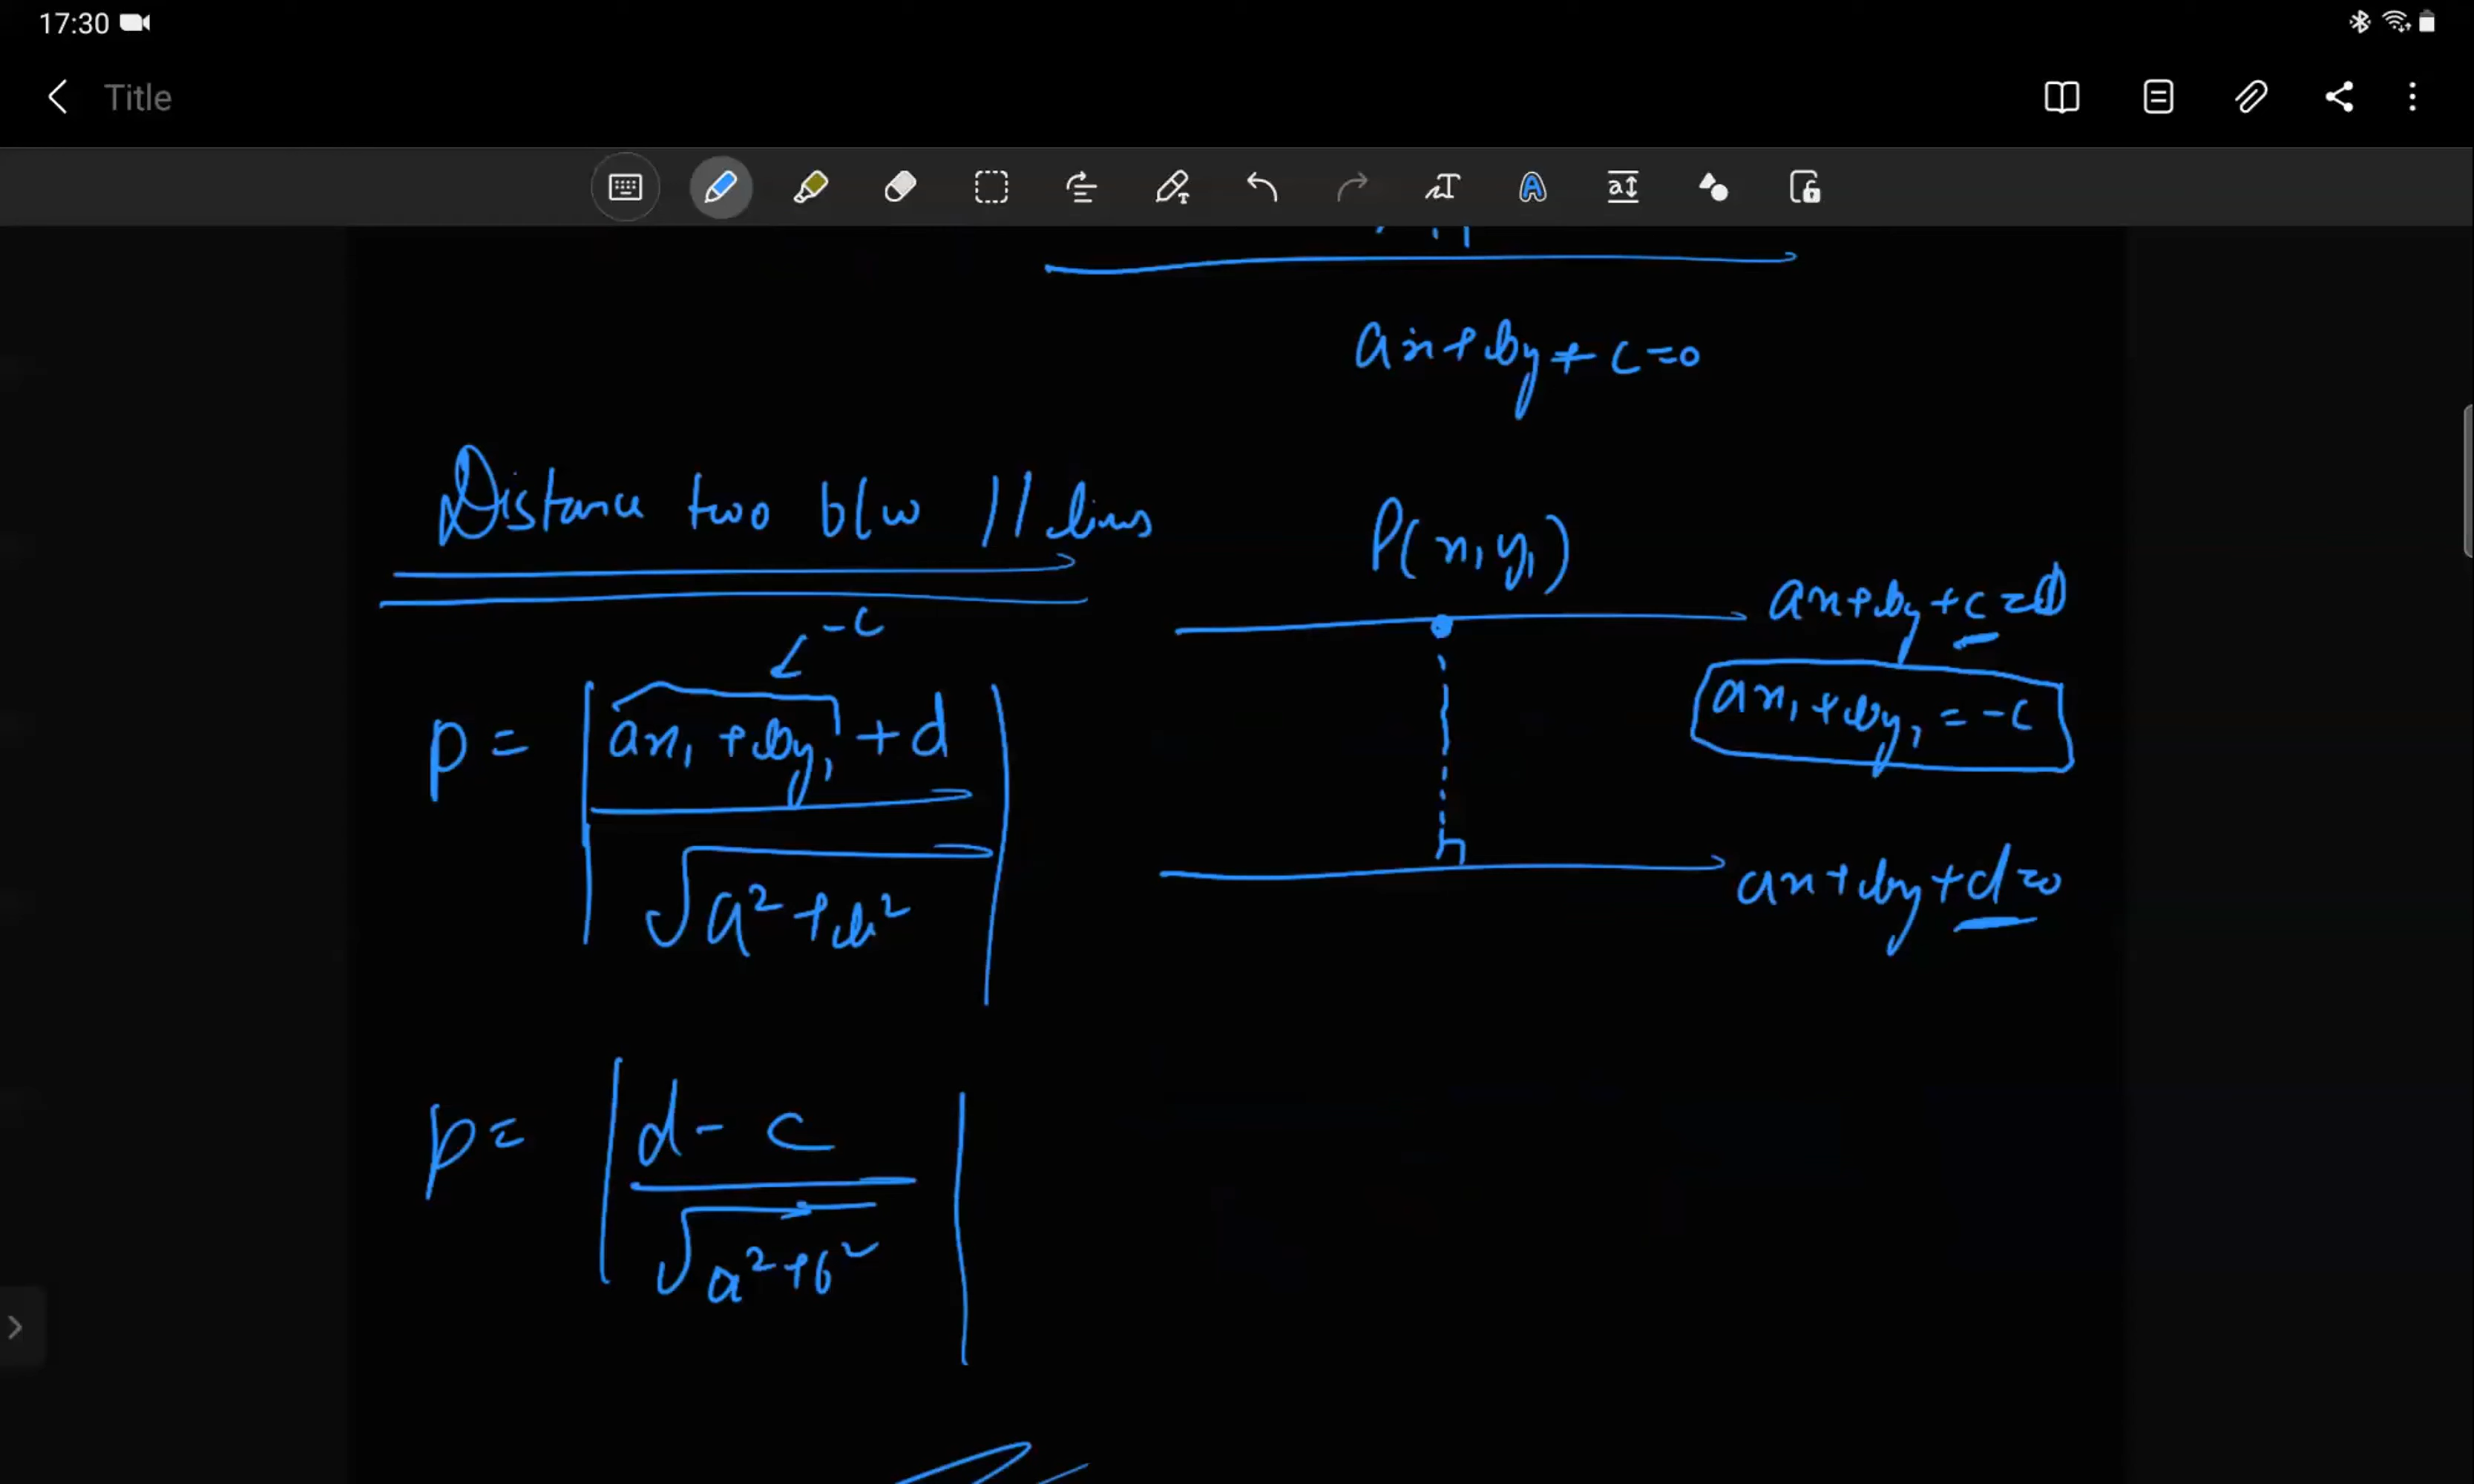 17:30
Title
ax+by+c=0
Distance two b/w // lines
P(x₁ y₁)
ax+by+c=0
-c
ax₁+by₁=-c
p = |ax₁+by₁+d / √a²+b²|
ax+by+d=0
p= |d-c / √a²+b²|